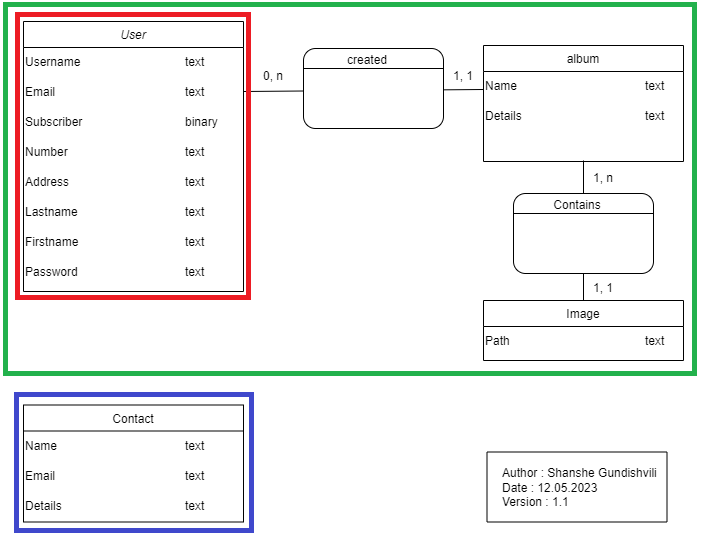 User
Username text
Email text
Subscriber binary
Number text
Address text
Lastname text
Firstname text
Password text
0, n
created
1, 1
album
Name text
Details text
1, n
Contains
1, 1
Image
Path text
Contact
Name text
Email text
Details text
Author : Shanshe Gundishvili
Date : 12.05.2023
Version : 1.1